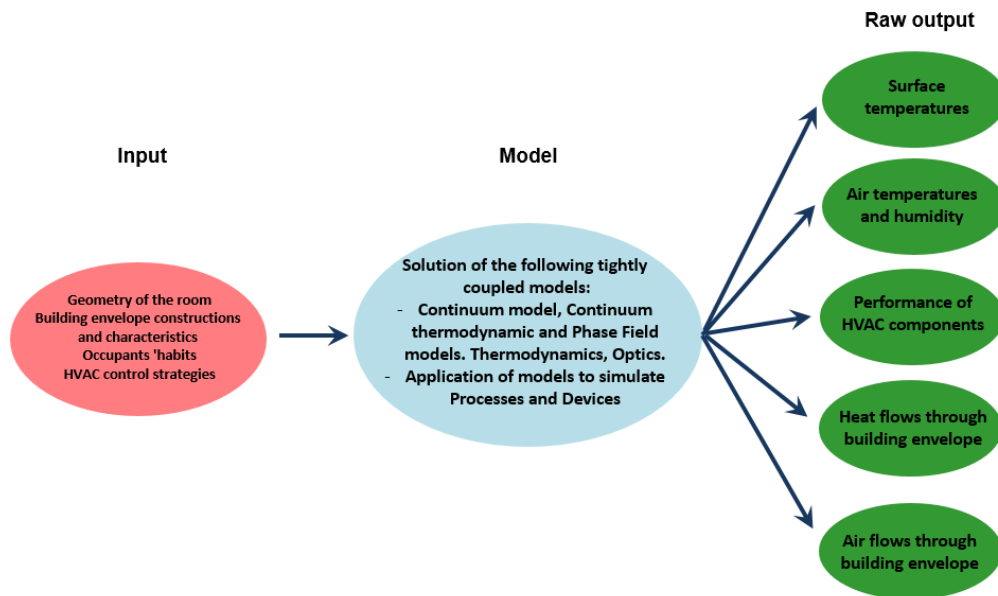 Input
Geometry of the room
Building envelope constructions
and characteristics
Occupants 'habits
HVAC control strategies
Model
Solution of the following tightly
coupled models:
- Continuum model, Continuum
thermodynamic and Phase Field
models. Thermodynamics, Optics.
- Application of models to simulate
Processes and Devices
Raw output
Surface
temperatures
Air temperatures
and humidity
Performance of
HVAC components
Heat flows through
building envelope
Air flows through
building envelope